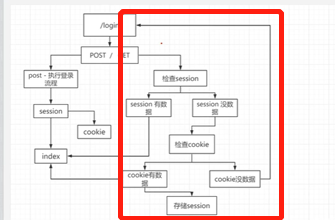 /login
POST / GET
post - 执行登录
流程
检查session
session
session 有数
据
session 没数
据
cookie
检查cookie
index
cookie有数
据
cookie没数据
存储session